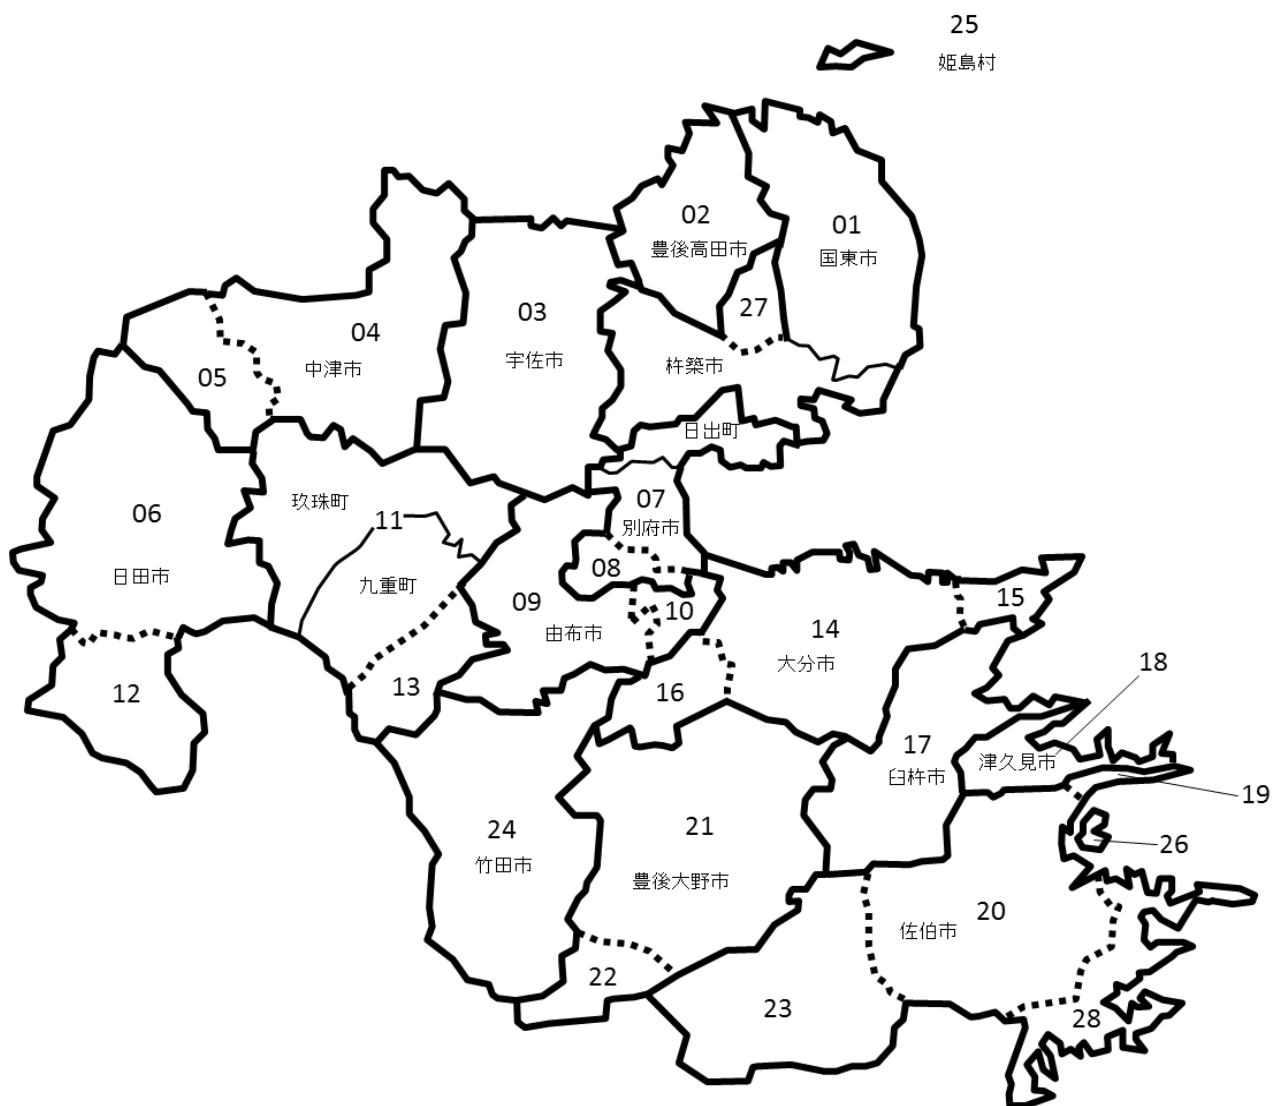 25
姫島村
02
豊後高田市
01
国東市
27
03
宇佐市
04
中津市
05
杵築市
日出町
06
日田市
玖珠町
11
九重町
07
別府市
08
09
由布市
10
14
大分市
15
12
13
16
18
17
臼杵市
津久見市
19
24
竹田市
21
豊後大野市
26
20
佐伯市
22
23
28